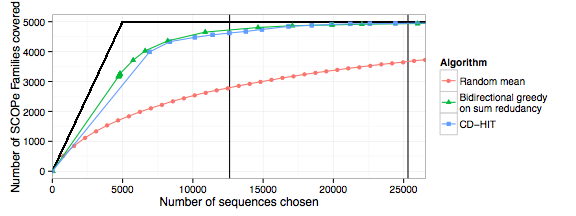 Number of SCOPe Families covered
5000
4000
3000
2000
1000
0
0
5000
10000
15000
20000
25000
Number of sequences chosen
Algorithm
Random mean
Bidirectional greedy
on sum redudancy
CD-HIT